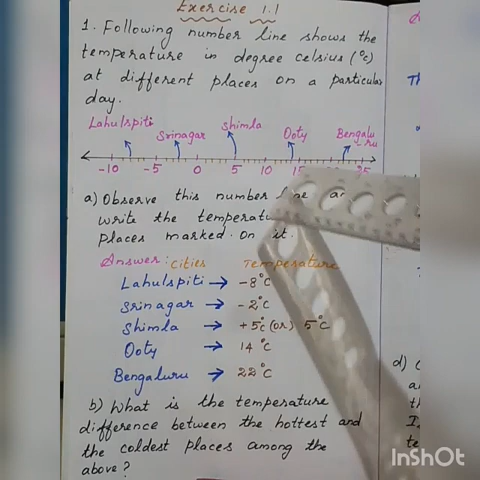 Exercise 1.1
1. Following number line shows the
temperature in degree celsius (°c)
at different places on a particular
day.
Lahulspiti Srinagar Shimla Ooty Bengalu
-ru
-10 -5 0 5 10 15 25
a) Observe this number line
write the
places marked on it.
Answer: Cities Temperature
Lahulspiti → -8°C
Srinagar → -2°C
Shimla → +5°C (or) 5°C
Ooty → 14°C
Bengaluru → 22°C
b) What is the temperature
difference between the hottest and
the coldest places among the
above?
d)
InShOt